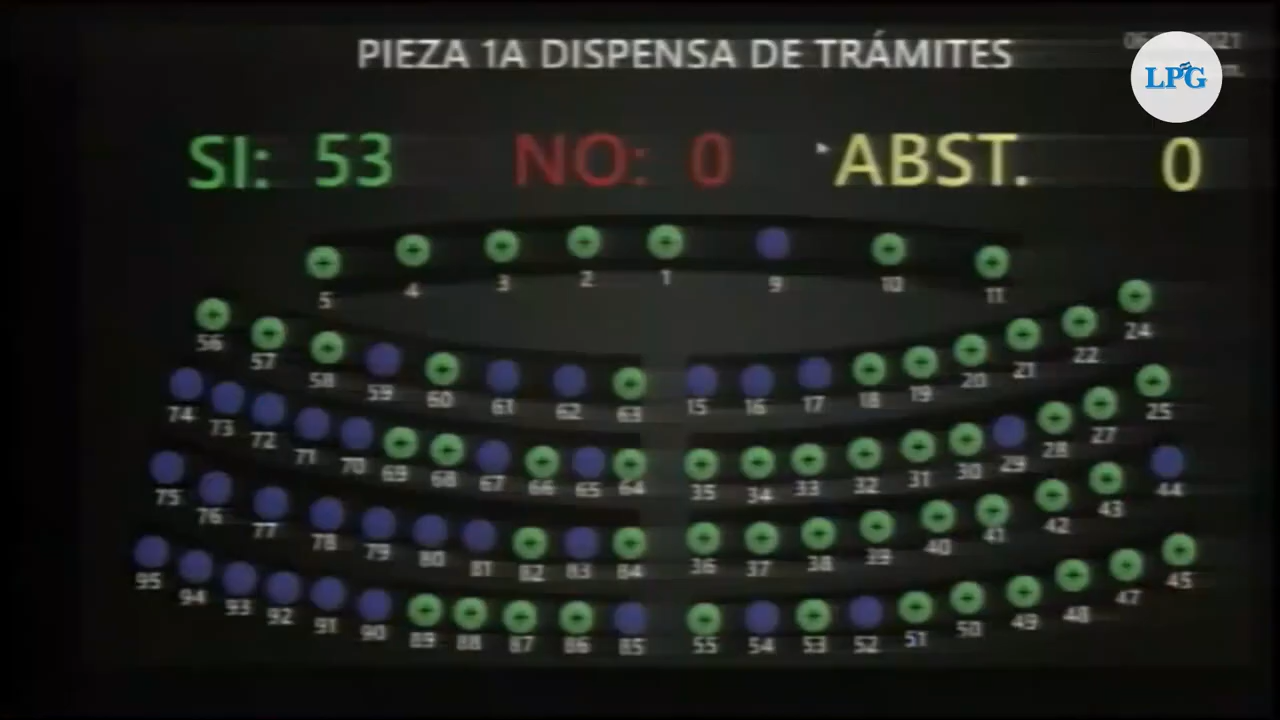 PIEZA 1A DISPENSA DE TRÁMITES
LPG
SI: 53 NO: 0 ABST. 0
5 4 3 2 1 9 10 11
56 57 58 59 60 61 62 63 15 16 17 18 19 20 21 22 24
74 73 72 71 70 69 68 67 66 65 64 35 34 33 32 31 30 29 28 27 25
75 76 77 78 79 80 81 82 83 84 36 37 38 39 40 41 42 43 44
95 94 93 92 91 90 89 88 87 86 85 55 54 53 52 51 50 49 48 47 45